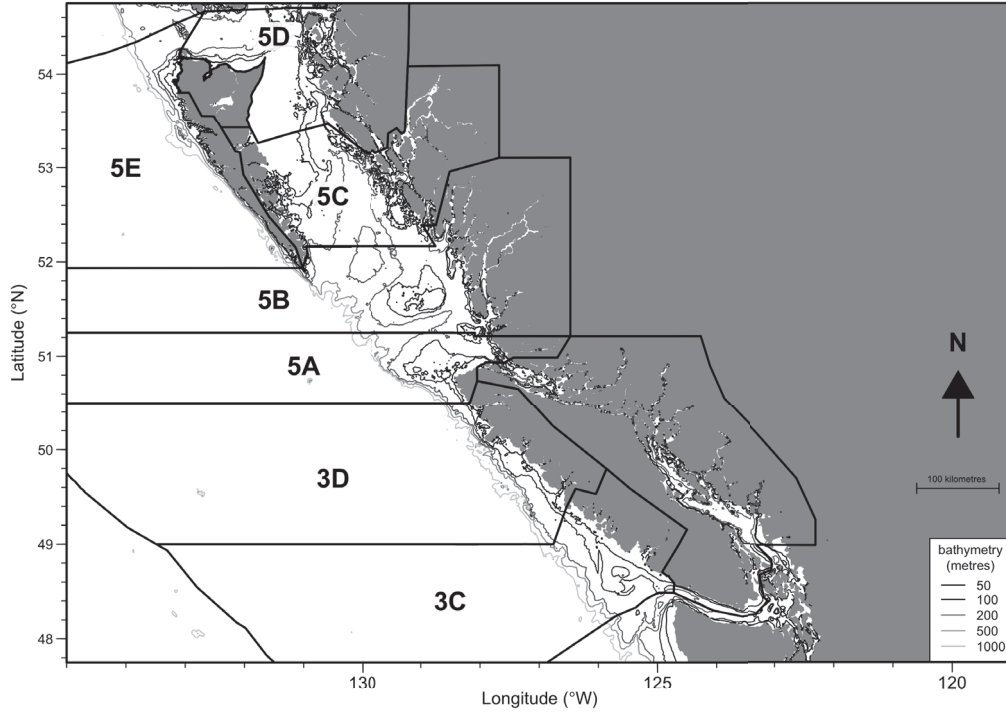 5D
54
53
5E
5C
52
5B
51
5A
N
50
3D
100 kilometres
49
3C
48
Latitude (°N)
bathymetry
(metres)
50
100
200
500
1000
130
125
120
Longitude (°W)